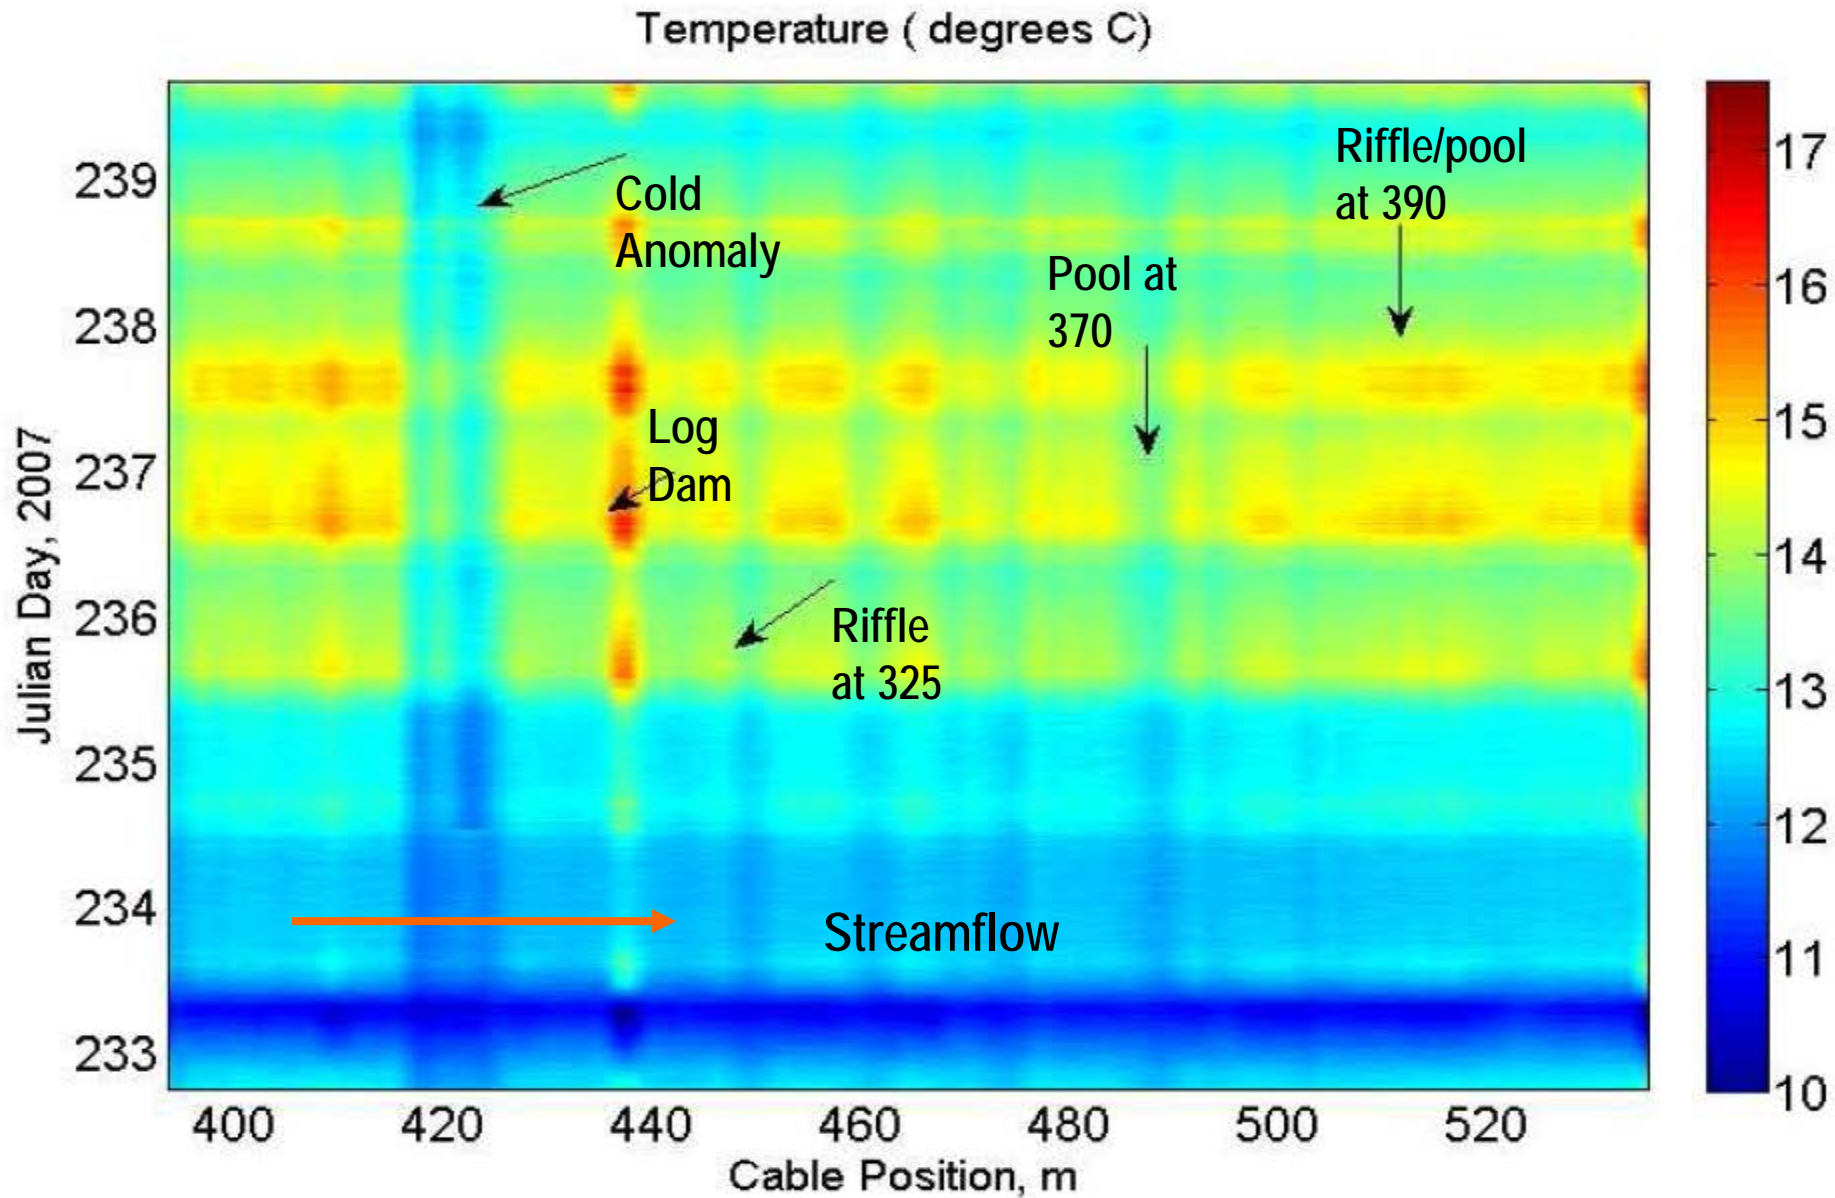 Temperature ( degrees C)
Riffle/pool
at 390
Cold
Anomaly
Pool at
370
Log
Dam
Riffle
at 325
Streamflow
239
238
237
236
235
234
233
Julian Day, 2007
400 420 440 460 480 500 520
Cable Position, m
17
16
15
14
13
12
11
10